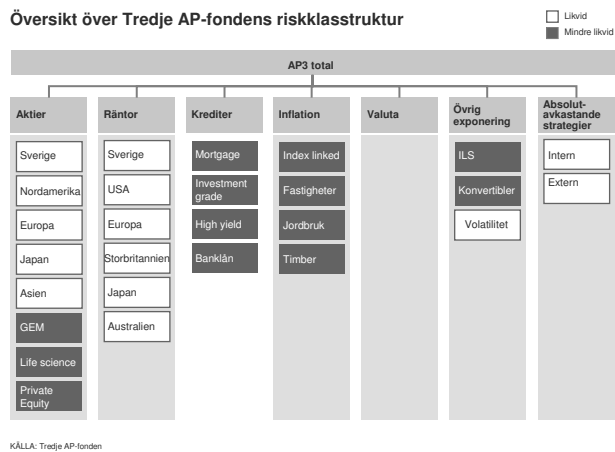 Översikt över Tredje AP-fondens riskklasstruktur
Likvid
Mindre likvid
AP3 total
Aktier
Räntor
Krediter
Inflation
Valuta
Övrig
exponering
Absolut-
avkastande
strategier
Sverige
Nordamerika
Europa
Japan
Asien
GEM
Life science
Private
Equity
Sverige
USA
Europa
Storbritannien
Japan
Australien
Mortgage
Investment
grade
High yield
Banklån
Index linked
Fastigheter
Jordbruk
Timber
ILS
Konvertibler
Volatilitet
Intern
Extern
KÄLLA: Tredje AP-fonden